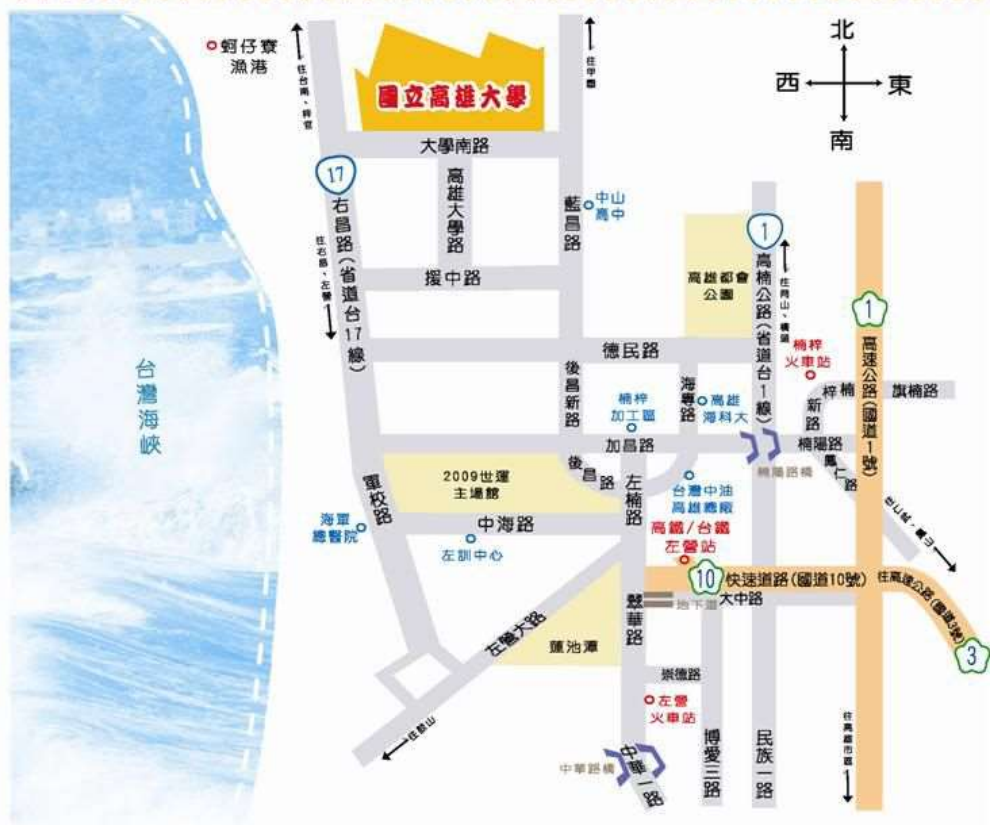 北
西
東
南
蚵仔寮
漁港
往台南、梓官
國立高雄大學
往甲圍
大學南路
17
右昌路(省道台17線)
高雄大學路
藍昌路
中山
高中
往右昌、左營
援中路
高雄都會
公園
1
高楠公路(省道台1線)
往岡山、橋頭
1
高速公路(國道1號)
台灣海峽
德民路
楠梓
火車站
後昌新路
楠梓
加工區
海專路
高雄
海科大
梓楠
新路
旗楠路
加昌路
楠陽路
楠陽路橋
鳳仁路
2009世運
主場館
後昌路
左楠路
台灣中油
高雄總廠
軍校路
海軍
總醫院
中海路
左訓中心
高鐵/台鐵
左營站
10
快速道路(國道10號)
往高速公路(國道3號)
3
大中路
地下道
翠華路
左營大路
蓮池潭
崇德路
左營
火車站
往鼓山
中華路橋
中華一路
博愛三路
民族一路
往高雄市區